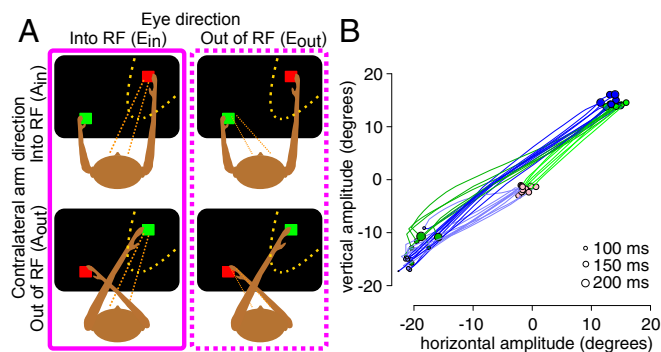 A
Eye direction
Into RF (Ein)
Out of RF (Eout)
Contralateral arm direction
Into RF (Ain)
Out of RF (Aout)
B
vertical amplitude (degrees)
20
10
0
-10
-20
100 ms
150 ms
200 ms
-20
-10
0
10
20
horizontal amplitude (degrees)